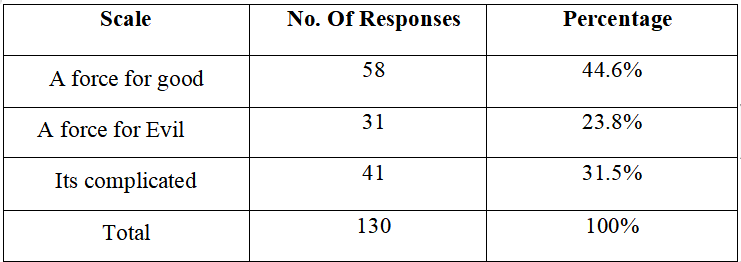 Scale No. Of Responses Percentage
A force for good 58 44.6%
A force for Evil 31 23.8%
Its complicated 41 31.5%
Total 130 100%